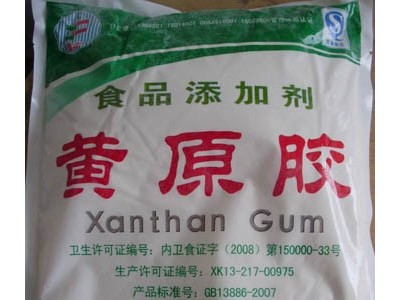 食品添加剂
黄原胶
Xanthan Gum
卫生许可证编号：内卫食证字（2008）第150000-33号
生产许可证编号：XK13-217-00975
产品标准号：GB13886-2007